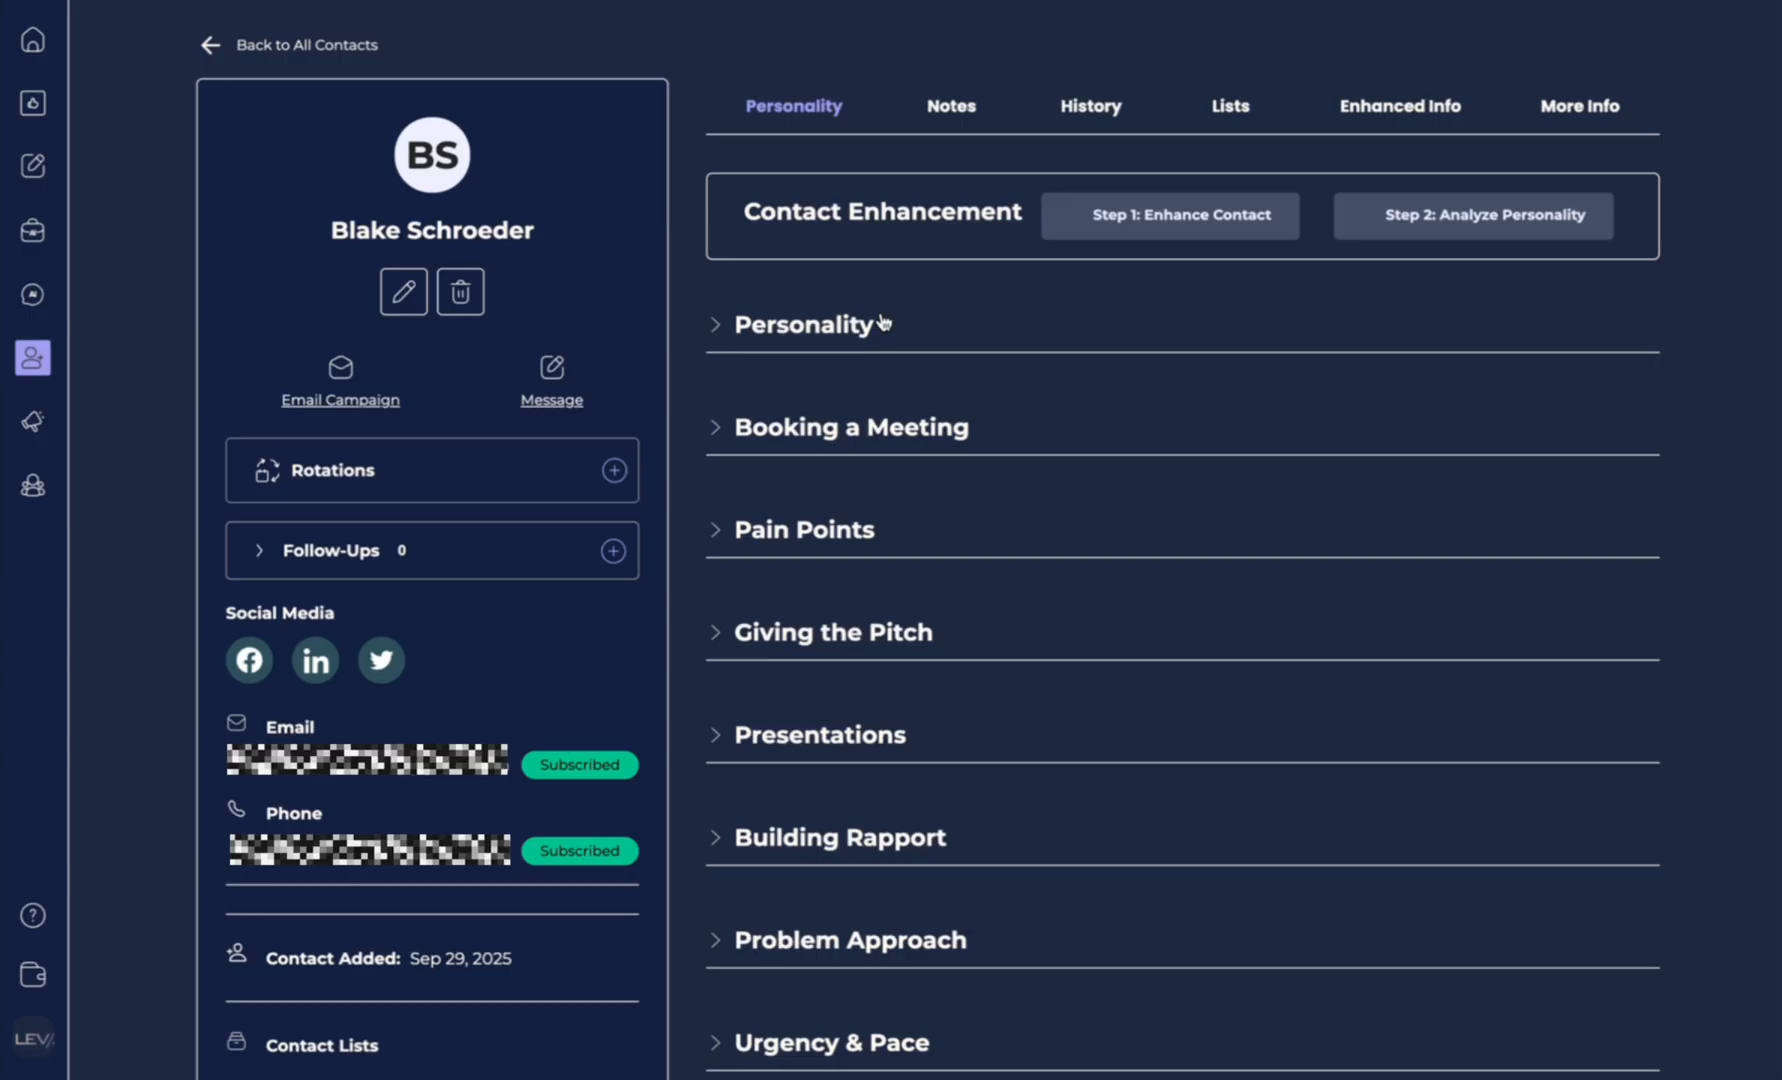 Back to All Contacts
BS
Blake Schroeder
Email Campaign
Message
Rotations
Follow-Ups 0
Social Media
Email
Subscribed
Phone
Subscribed
Contact Added: Sep 29, 2025
Contact Lists
Personality Notes History Lists Enhanced Info More Info
Contact Enhancement Step 1: Enhance Contact Step 2: Analyze Personality
Personality
Booking a Meeting
Pain Points
Giving the Pitch
Presentations
Building Rapport
Problem Approach
Urgency & Pace